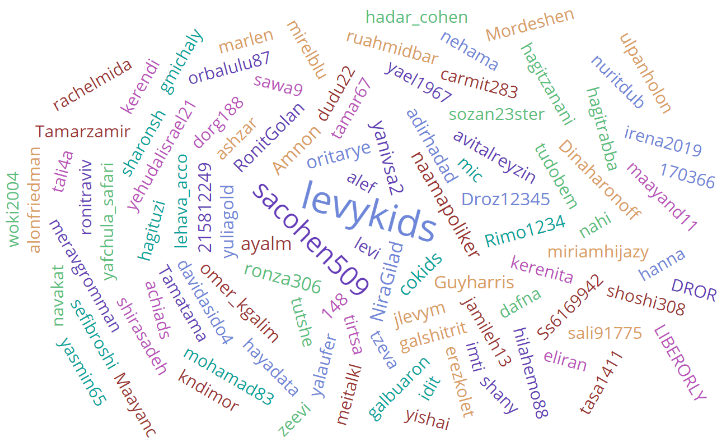 hadar_cohen
Mordeshen
ulpanholon
marlen
mirelblu
ruahmidbar
nehama
hagitzanani
nuritdub
gmichaly
orbalulu87
kerendi
rachelmida
sawa9
dudu22
tamar67
yael1967
carmit283
hagitrabba
sozan23ster
irena2019
170366
Tamarzamir
sharonsh
yehudalisrael21
dorg188
ashzar
RonitGolan
Amnon
oritarye
yanivsa2
adirhadad
avitalreyzin
mic
tudobem
Dinaharonoff
maayand11
woki2004
alonfriedman
tali4a
ronitraviv
yafchula_safari
hagituzi
lehava_acco
215812249
yuliagold
alef
naamapoliker
Droz12345
levykids
sacohen509
Rimo1234
nahi
miriamhijazy
hanna
DROR
ayalm
levi
NiraGilad
cokids
kerenita
Guyharris
ronza306
omer_kgalim
davidasido4
Tamatama
achiads
shirasadeh
meravgromman
navakat
sefibroshi
yasmin65
Maayanc
kndimor
mohamad83
hayadata
tutshe
148
tirtsa
yalaufer
zeevi
meitalkl
tzeva
jlevym
galshitrit
galbuaron
idit
yishai
erezkolet
imti
jamileh13
shany
hilahemo88
dafna
Ss6169942
shoshi308
sali91775
eliran
tasa1411
LIBERORLY